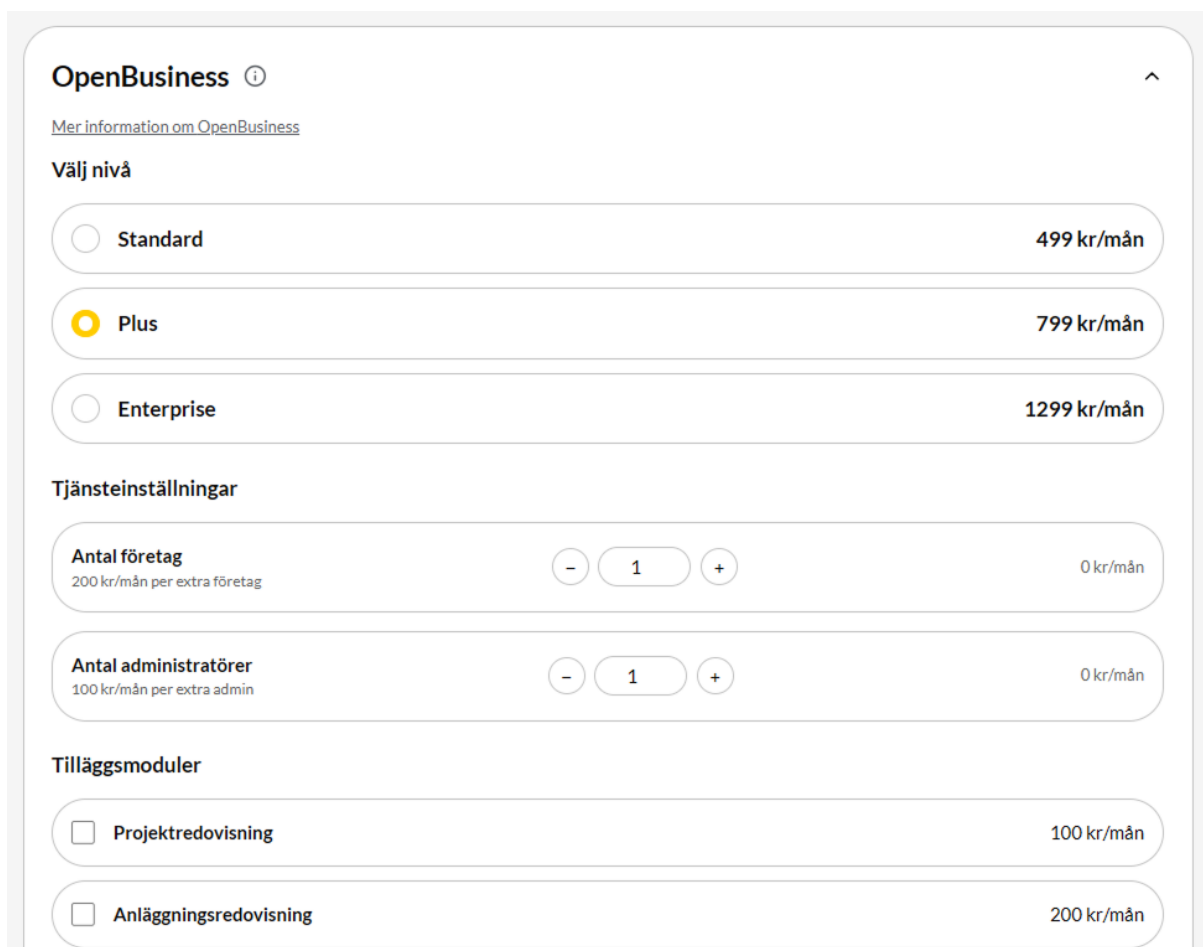 OpenBusiness
Mer information om OpenBusiness
Välj nivå
Standard 499 kr/mån
Plus 799 kr/mån
Enterprise 1299 kr/mån
Tjänsteinställningar
Antal företag
200 kr/mån per extra företag
− 1 + 0 kr/mån
Antal administratörer
100 kr/mån per extra admin
− 1 + 0 kr/mån
Tilläggsmoduler
Projektredovisning 100 kr/mån
Anläggningsredovisning 200 kr/mån